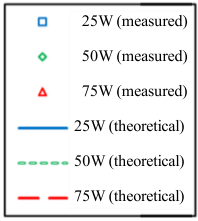 25W (measured)
50W (measured)
75W (measured)
25W (theoretical)
50W (theoretical)
75W (theoretical)